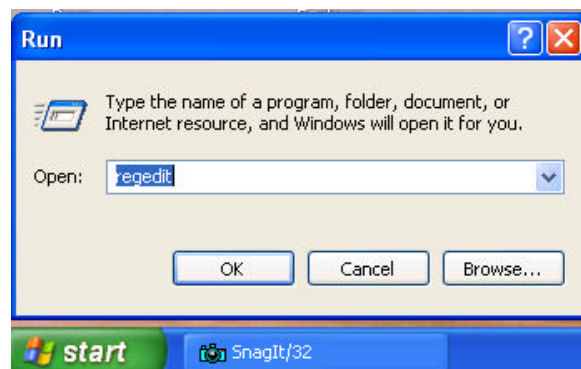 Run
Type the name of a program, folder, document, or
Internet resource, and Windows will open it for you.
Open: regedit
OK Cancel Browse...
start SnagIt/32